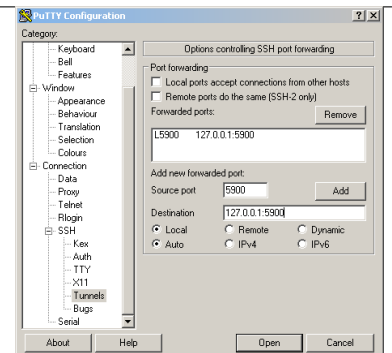 PuTTY Configuration
Category:
Keyboard
Bell
Features
Window
Appearance
Behaviour
Translation
Selection
Colours
Connection
Data
Proxy
Telnet
Rlogin
SSH
Kex
Auth
TTY
X11
Tunnels
Bugs
Serial
Options controlling SSH port forwarding
Port forwarding
Local ports accept connections from other hosts
Remote ports do the same (SSH-2 only)
Forwarded ports:
Remove
L5900 127.0.0.1:5900
Add new forwarded port:
Source port 5900 Add
Destination 127.0.0.1:5900
Local Remote Dynamic
Auto IPv4 IPv6
About Help Open Cancel